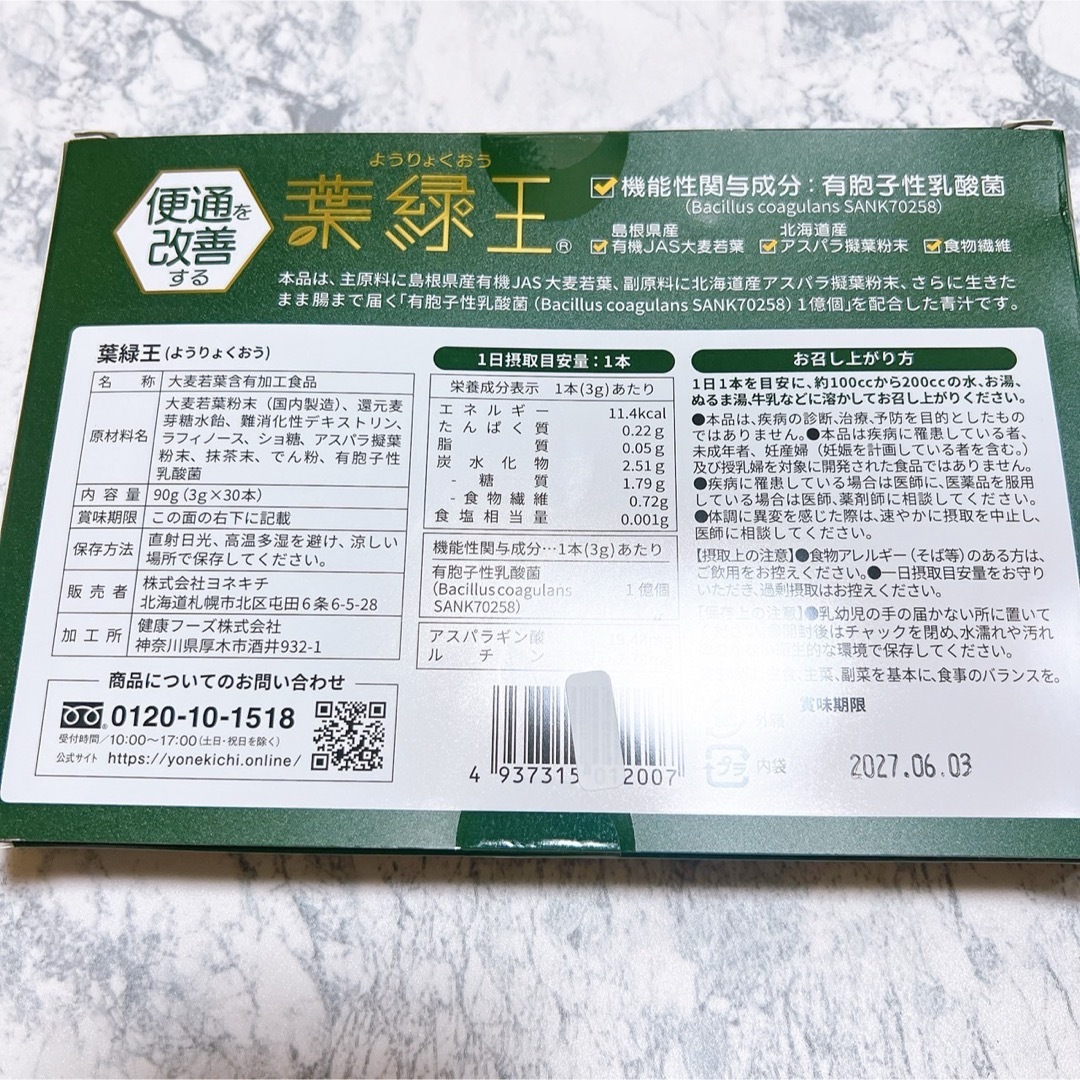 便通を
改善
する
ようりょくおう
葉緑王®
機能性関与成分:有胞子性乳酸菌
(Bacillus coagulans SANK70258)
島根県産
有機JAS大麦若葉
北海道産
アスパラ擬葉粉末
食物繊維
本品は、主原料に島根県産有機JAS大麦若葉、副原料に北海道産アスパラ擬葉粉末、さらに生きた
まま腸まで届く「有胞子性乳酸菌(Bacillus coagulans SANK70258)1億個」を配合した青汁です。
葉緑王(ようりょくおう)
名称 大麦若葉含有加工食品
原材料名
大麦若葉粉末(国内製造)、還元麦
芽糖水飴、難消化性デキストリン、
ラフィノース、ショ糖、アスパラ擬葉
粉末、抹茶末、でん粉、有胞子性
乳酸菌
内容量 90g(3g×30本)
賞味期限 この面の右下に記載
保存方法
直射日光、高温多湿を避け、涼しい
場所で保存してください。
販売者
株式会社ヨネキチ
北海道札幌市北区屯田6条6-5-28
加工所
健康フーズ株式会社
神奈川県厚木市酒井932-1
商品についてのお問い合わせ
0120-10-1518
受付時間/10:00〜17:00(土日・祝日を除く)
公式サイト https://yonekichi.online/
1日摂取目安量:1本
栄養成分表示 1本(3g)あたり
エネルギー 11.4kcal
たんぱく質 0.22g
脂質 0.05g
炭水化物 2.51g
-糖質 1.79g
-食物繊維 0.72g
食塩相当量 0.001g
機能性関与成分…1本(3g)あたり
有胞子性乳酸菌
(Bacillus coagulans 1億個
SANK70258)
アスパラギン酸
ルチン
4 937315 012007
お召し上がり方
1日1本を目安に、約100ccから200ccの水、お湯、
ぬるま湯、牛乳などに溶かしてお召し上がりください。
●本品は、疾病の診断、治療、予防を目的としたもの
ではありません。●本品は疾病に罹患している者、
未成年者、妊産婦(妊娠を計画している者を含む。)
及び授乳婦を対象に開発された食品ではありません。
●疾病に罹患している場合は医師に、医薬品を服用
している場合は医師、薬剤師に相談してください。
●体調に異変を感じた際は、速やかに摂取を中止し、
医師に相談してください。
【摂取上の注意】●食物アレルギー(そば等)のある方は、
ご飲用をお控えください。●一日摂取目安量をお守り
いただき、過剰摂取はお控えください。
【保存上の注意】●乳幼児の手の届かない所に置いて
開封後はチャックを閉め、水濡れや汚れ
衛生的な環境で保存してください。
主菜、副菜を基本に、食事のバランスを。
賞味期限
外箱
プラ 内袋
2027.06.03